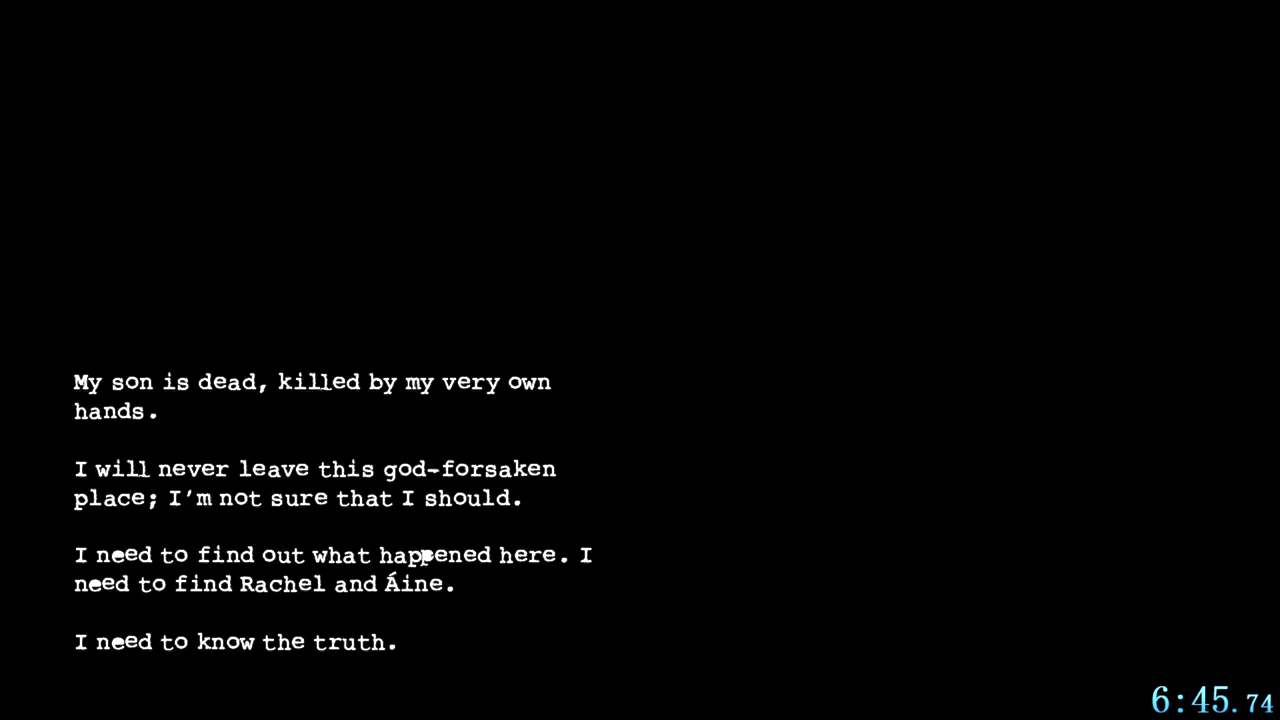 My son is dead, killed by my very own
hands.
I will never leave this god-forsaken
place; I'm not sure that I should.
I need to find out what happened here. I
need to find Rachel and Áine.
I need to know the truth.
6:45.74